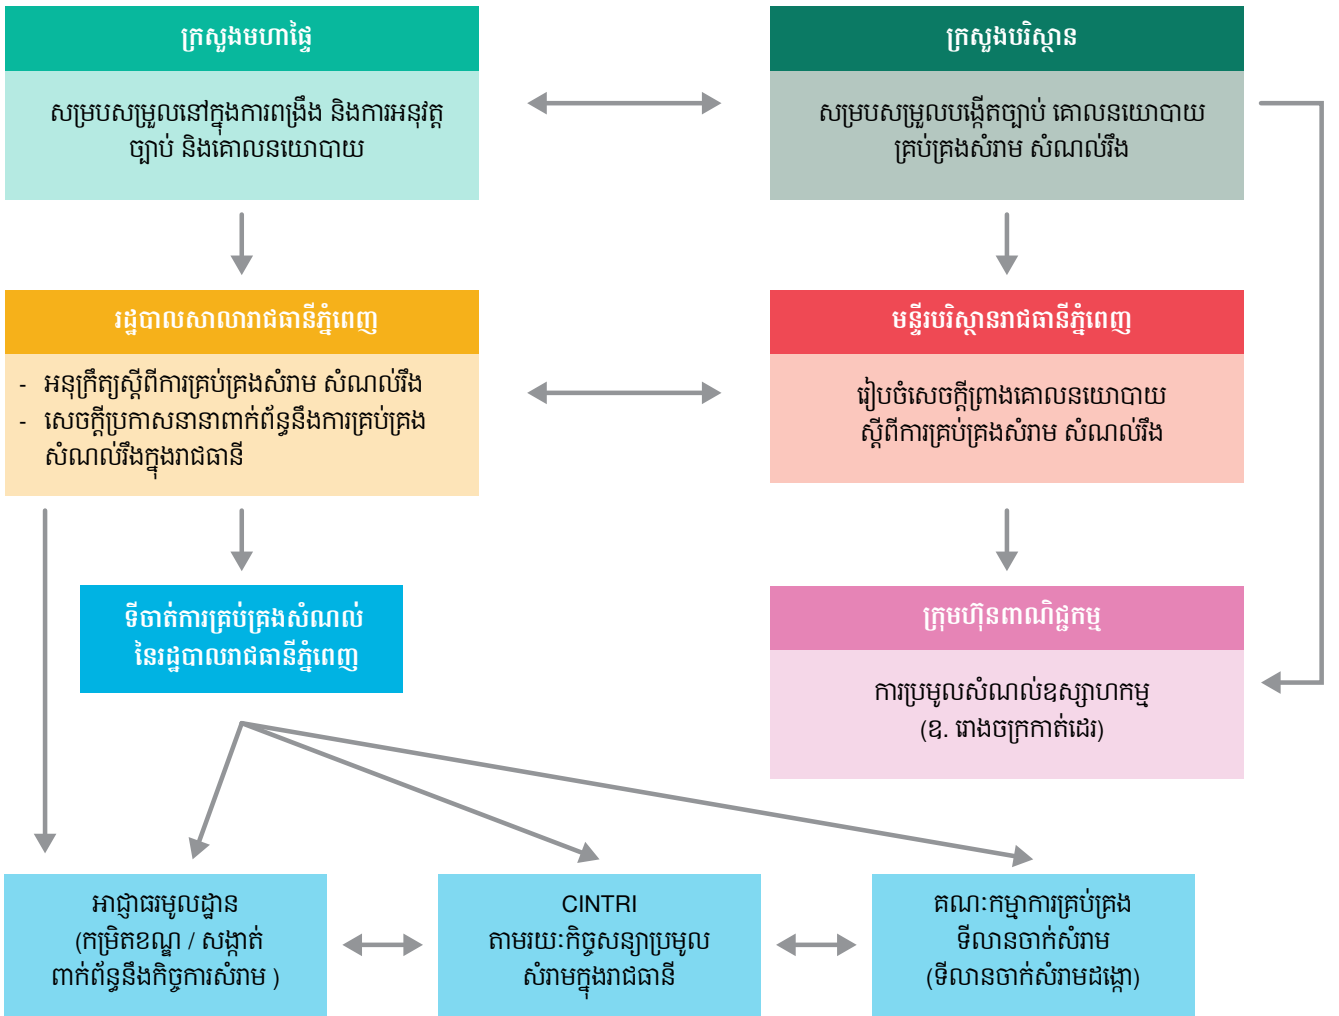 ក្រសួងមហាផ្ទៃ
សម្របសម្រួលនៅក្នុងការពង្រឹង និងការអនុវត្ត
ច្បាប់ និងគោលនយោបាយ
ក្រសួងបរិស្ថាន
សម្របសម្រួលបង្កើតច្បាប់ គោលនយោបាយ
គ្រប់គ្រងសំរាម សំណល់រឹង
រដ្ឋបាលសាលារាជធានីភ្នំពេញ
- អនុក្រឹត្យស្តីពីការគ្រប់គ្រងសំរាម សំណល់រឹង
- សេចក្តីប្រកាសនានាពាក់ព័ន្ធនឹងការគ្រប់គ្រង
សំណល់រឹងក្នុងរាជធានី
មន្ទីរបរិស្ថានរាជធានីភ្នំពេញ
រៀបចំសេចក្តីព្រាងគោលនយោបាយ
ស្តីពីការគ្រប់គ្រងសំរាម សំណល់រឹង
ទីចាត់ការគ្រប់គ្រងសំណល់
នៃរដ្ឋបាលរាជធានីភ្នំពេញ
ក្រុមហ៊ុនពាណិជ្ជកម្ម
ការប្រមូលសំណល់ឧស្សាហកម្ម
(ឧ. រោងចក្រកាត់ដេរ)
អាជ្ញាធរមូលដ្ឋាន
(កម្រិតខណ្ឌ / សង្កាត់
ពាក់ព័ន្ធនឹងកិច្ចការសំរាម )
CINTRI
តាមរយៈកិច្ចសន្យាប្រមូល
សំរាមក្នុងរាជធានី
គណៈកម្មាការគ្រប់គ្រង
ទីលានចាក់សំរាម
(ទីលានចាក់សំរាមដង្កោ)